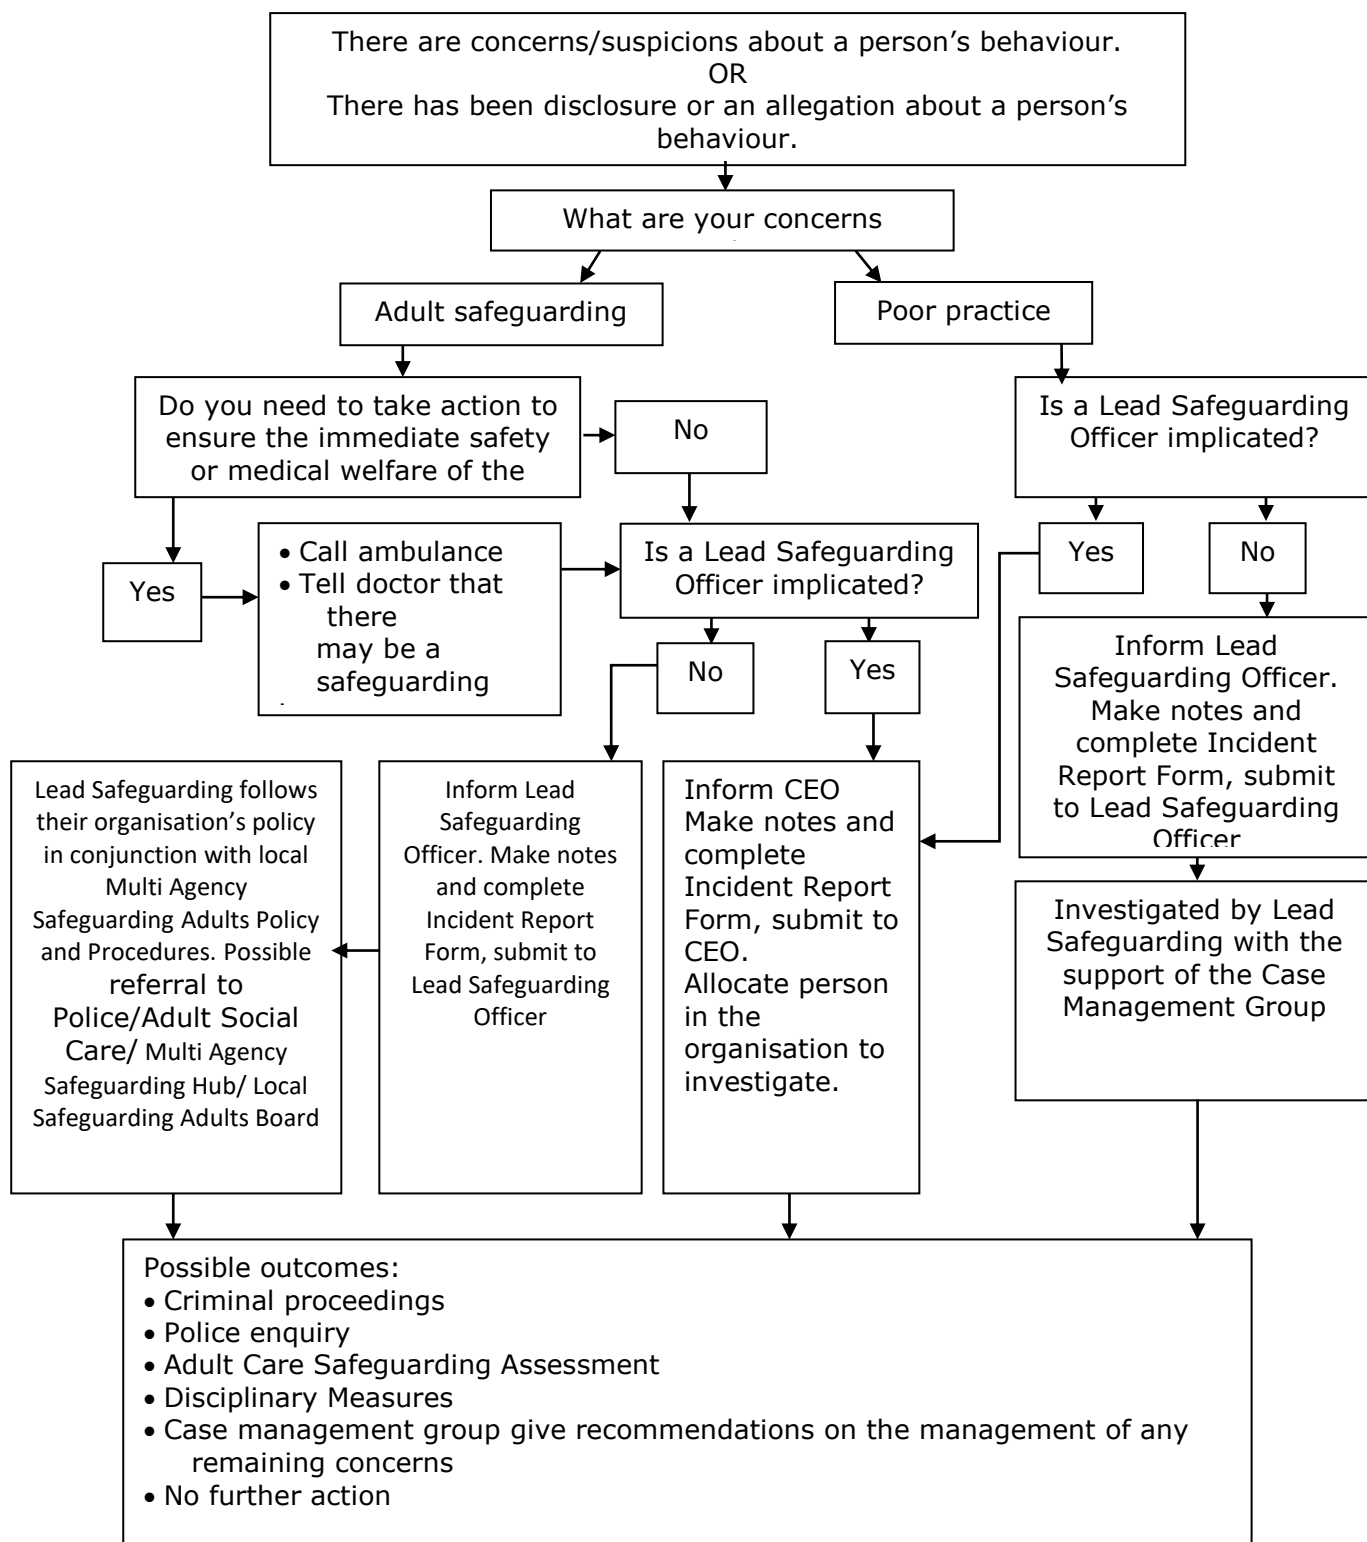 There are concerns/suspicions about a person’s behaviour.
OR
There has been disclosure or an allegation about a person’s
behaviour.
What are your concerns
Adult safeguarding
Poor practice
Do you need to take action to
ensure the immediate safety
or medical welfare of the
No
Is a Lead Safeguarding
Officer implicated?
Yes
• Call ambulance
• Tell doctor that
there
may be a
safeguarding
Is a Lead Safeguarding
Officer implicated?
Yes
No
No
Yes
Inform Lead
Safeguarding Officer.
Make notes and
complete Incident
Report Form, submit
to Lead Safeguarding
Officer
Lead Safeguarding follows
their organisation’s policy
in conjunction with local
Multi Agency
Safeguarding Adults Policy
and Procedures. Possible
referral to
Police/Adult Social
Care/ Multi Agency
Safeguarding Hub/ Local
Safeguarding Adults Board
Inform Lead
Safeguarding
Officer. Make notes
and complete
Incident Report
Form, submit to
Lead Safeguarding
Officer
Inform CEO
Make notes and
complete
Incident Report
Form, submit to
CEO.
Allocate person
in the
organisation to
investigate.
Investigated by Lead
Safeguarding with the
support of the Case
Management Group
Possible outcomes:
• Criminal proceedings
• Police enquiry
• Adult Care Safeguarding Assessment
• Disciplinary Measures
• Case management group give recommendations on the management of any
remaining concerns
• No further action